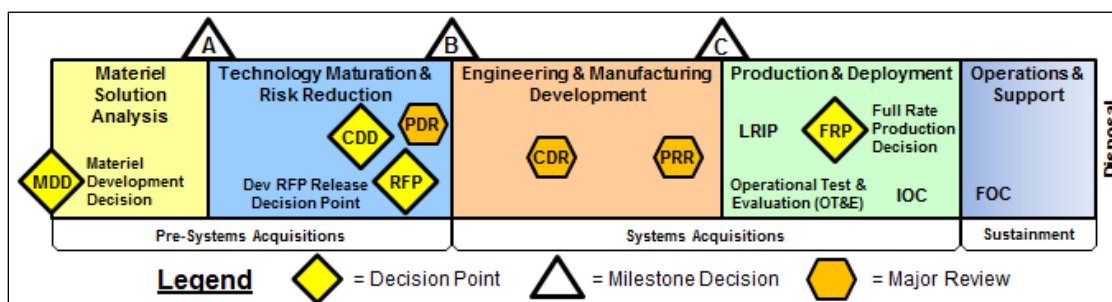 A
B
C
Materiel
Solution
Analysis
Technology Maturation &
Risk Reduction
Engineering & Manufacturing
Development
Production & Deployment
Operations &
Support
MDD
Materiel
Development
Decision
CDD
PDR
Dev RFP Release
Decision Point
RFP
CDR
PRR
LRIP
FRP
Full Rate
Production
Decision
Operational Test &
Evaluation (OT&E)
IOC
FOC
Disposal
Pre-Systems Acquisitions
Systems Acquisitions
Sustainment
Legend
= Decision Point
= Milestone Decision
= Major Review